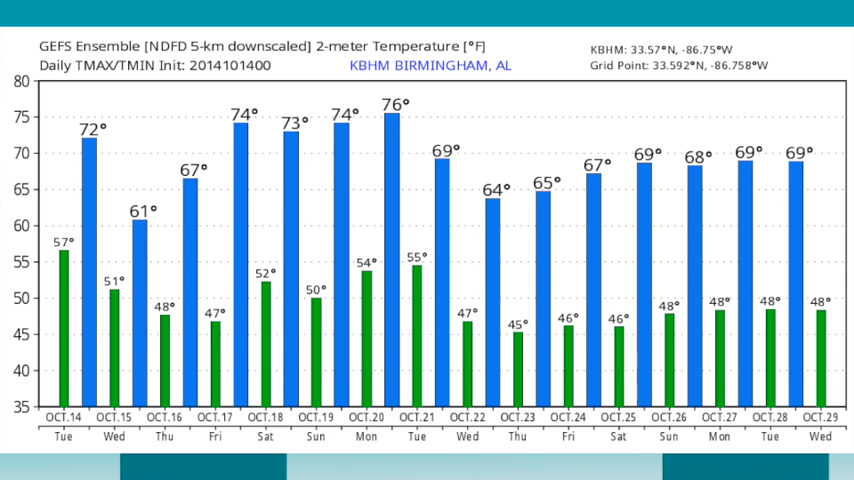 GEFS Ensemble [NDFD 5-km downscaled] 2-meter Temperature [°F]
Daily TMAX/TMIN Init: 2014101400
KBHM BIRMINGHAM, AL
KBHM: 33.57°N, -86.75°W
Grid Point: 33.592°N, -86.758°W
80
75
70
65
60
55
50
45
40
35
72° 61° 67° 74° 73° 74° 76° 69° 64° 65° 67° 69° 68° 69° 69°
57° 51° 48° 47° 52° 50° 54° 55° 47° 45° 46° 46° 48° 48° 48° 48°
OCT.14 OCT.15 OCT.16 OCT.17 OCT.18 OCT.19 OCT.20 OCT.21 OCT.22 OCT.23 OCT.24 OCT.25 OCT.26 OCT.27 OCT.28 OCT.29
Tue Wed Thu Fri Sat Sun Mon Tue Wed Thu Fri Sat Sun Mon Tue Wed